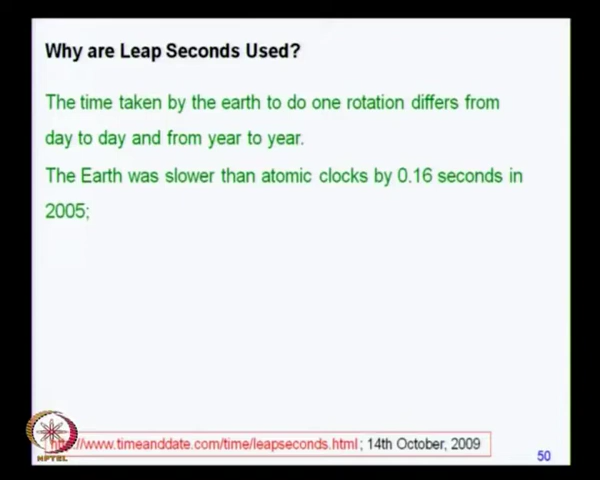 Why are Leap Seconds Used?
The time taken by the earth to do one rotation differs from
day to day and from year to year.
The Earth was slower than atomic clocks by 0.16 seconds in
2005;
://www.timeanddate.com/time/leapseconds.html; 14th October, 2009
NPTEL
50